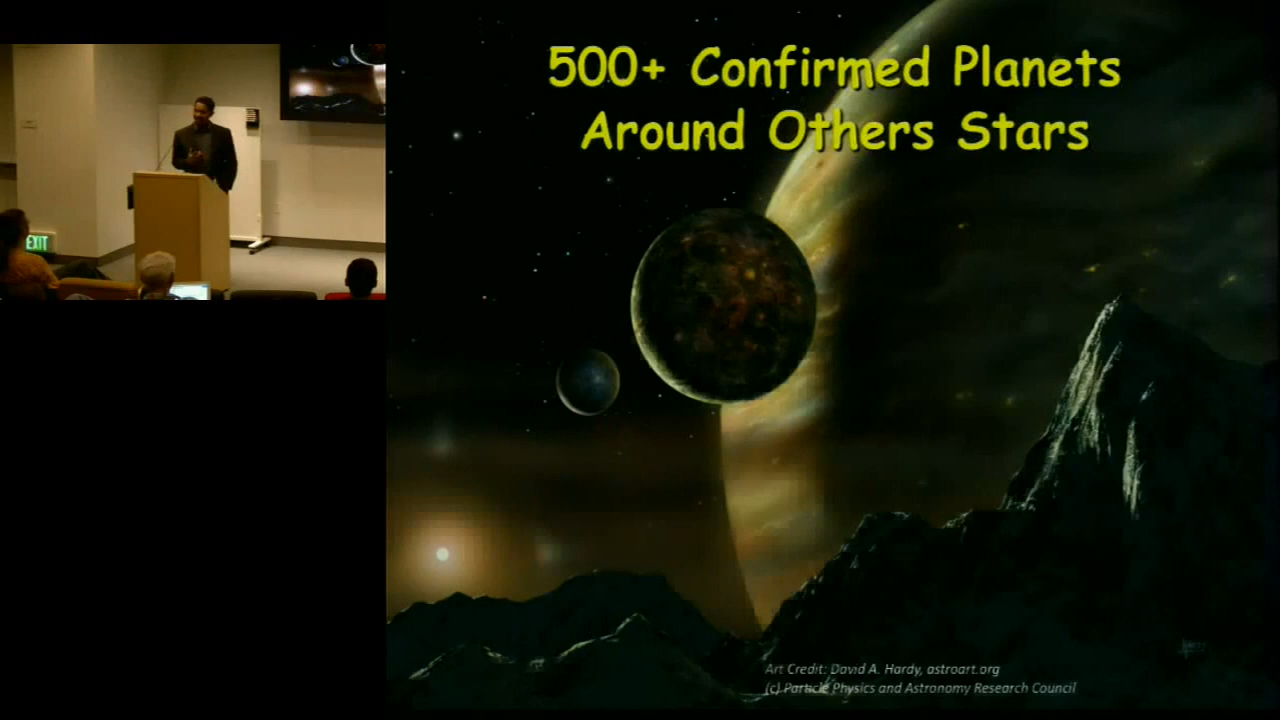 500+ Confirmed Planets
Around Others Stars
EXIT
Art Credit: David A. Hardy, astroart.org
(c) Particle Physics and Astronomy Research Council